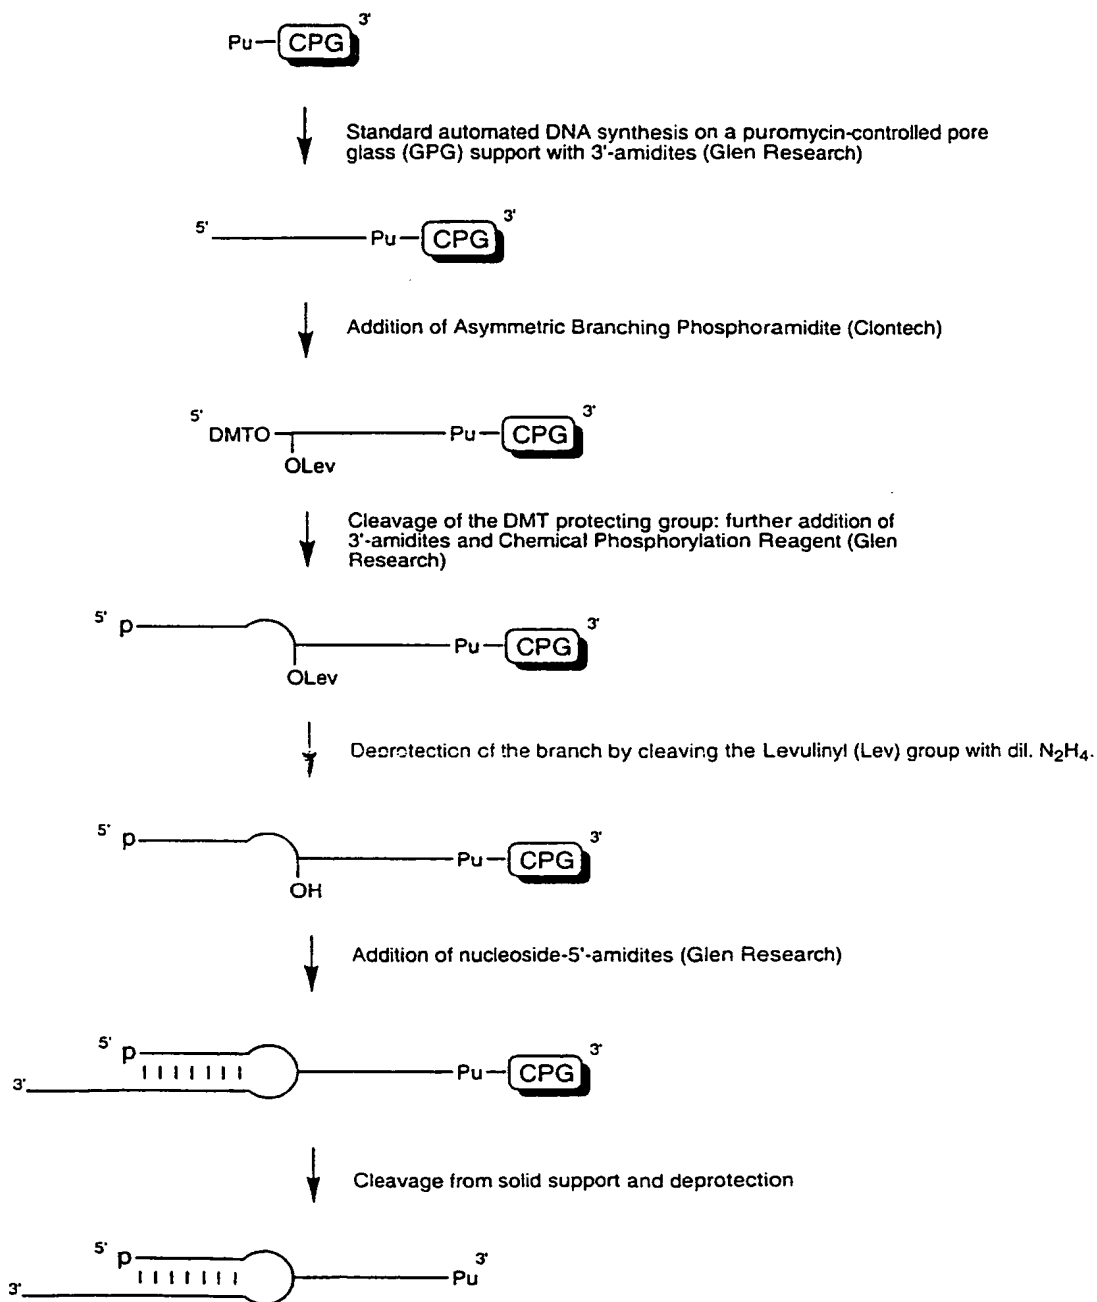 3'
Pu CPG
Standard automated DNA synthesis on a puromycin-controlled pore
glass (GPG) support with 3'-amidites (Glen Research)
5' 3'
Pu CPG
Addition of Asymmetric Branching Phosphoramidite (Clontech)
5' 3'
DMTO Pu CPG
OLev
Cleavage of the DMT protecting group: further addition of
3'-amidites and Chemical Phosphorylation Reagent (Glen
Research)
5' p 3'
Pu CPG
OLev
Deprotection of the branch by cleaving the Levulinyl (Lev) group with dil. N₂H₄.
5' p 3'
Pu CPG
OH
Addition of nucleoside-5'-amidites (Glen Research)
5' p 3'
3' Pu CPG
Cleavage from solid support and deprotection
5' p 3'
3' Pu